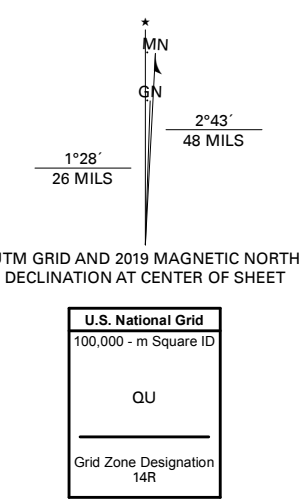 ★
MN
GN
2°43´
48 MILS
1°28´
26 MILS
UTM GRID AND 2019 MAGNETIC NORTH
DECLINATION AT CENTER OF SHEET
U.S. National Grid
100,000 - m Square ID
QU
Grid Zone Designation
14R